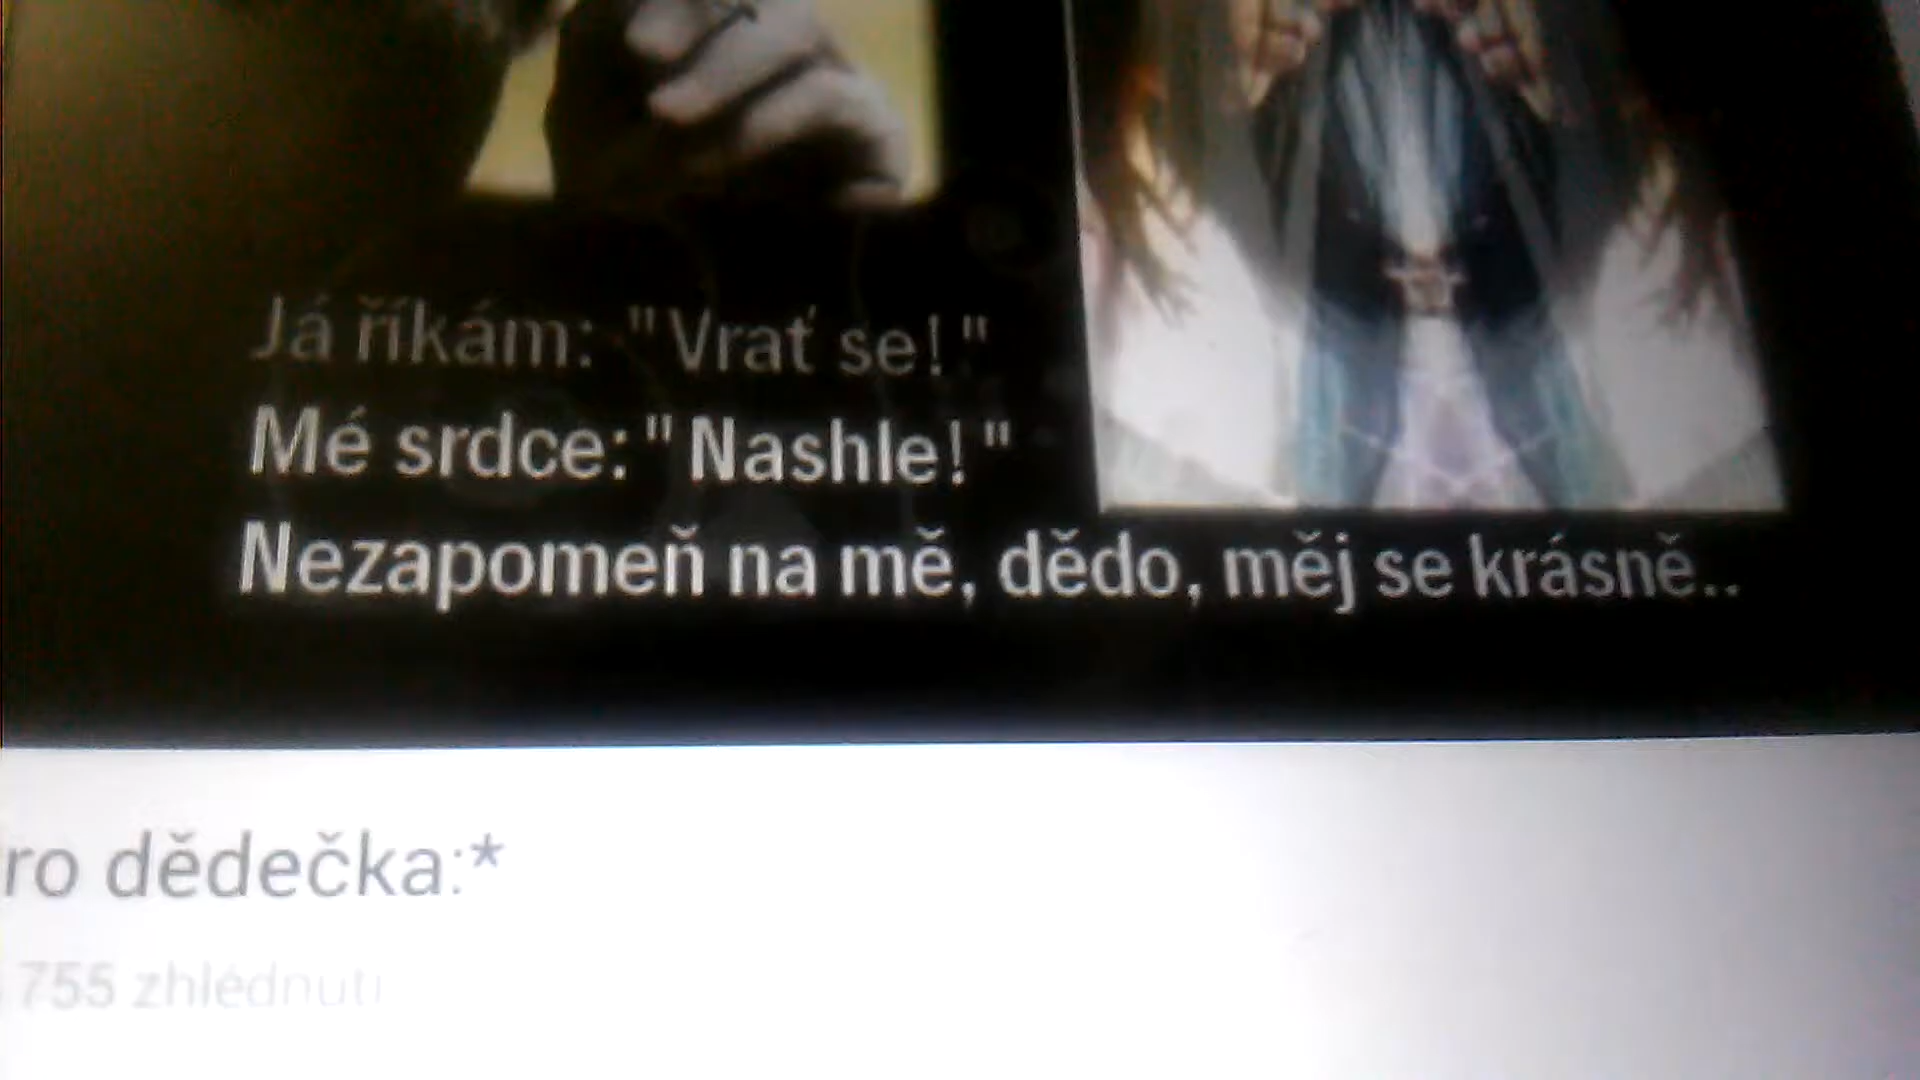 Já říkám: "Vrať se!"
Mé srdce: "Nashle!"
Nezapomeň na mě, dědo, měj se krásně..
ro dědečka:*
755 zhlédnutí